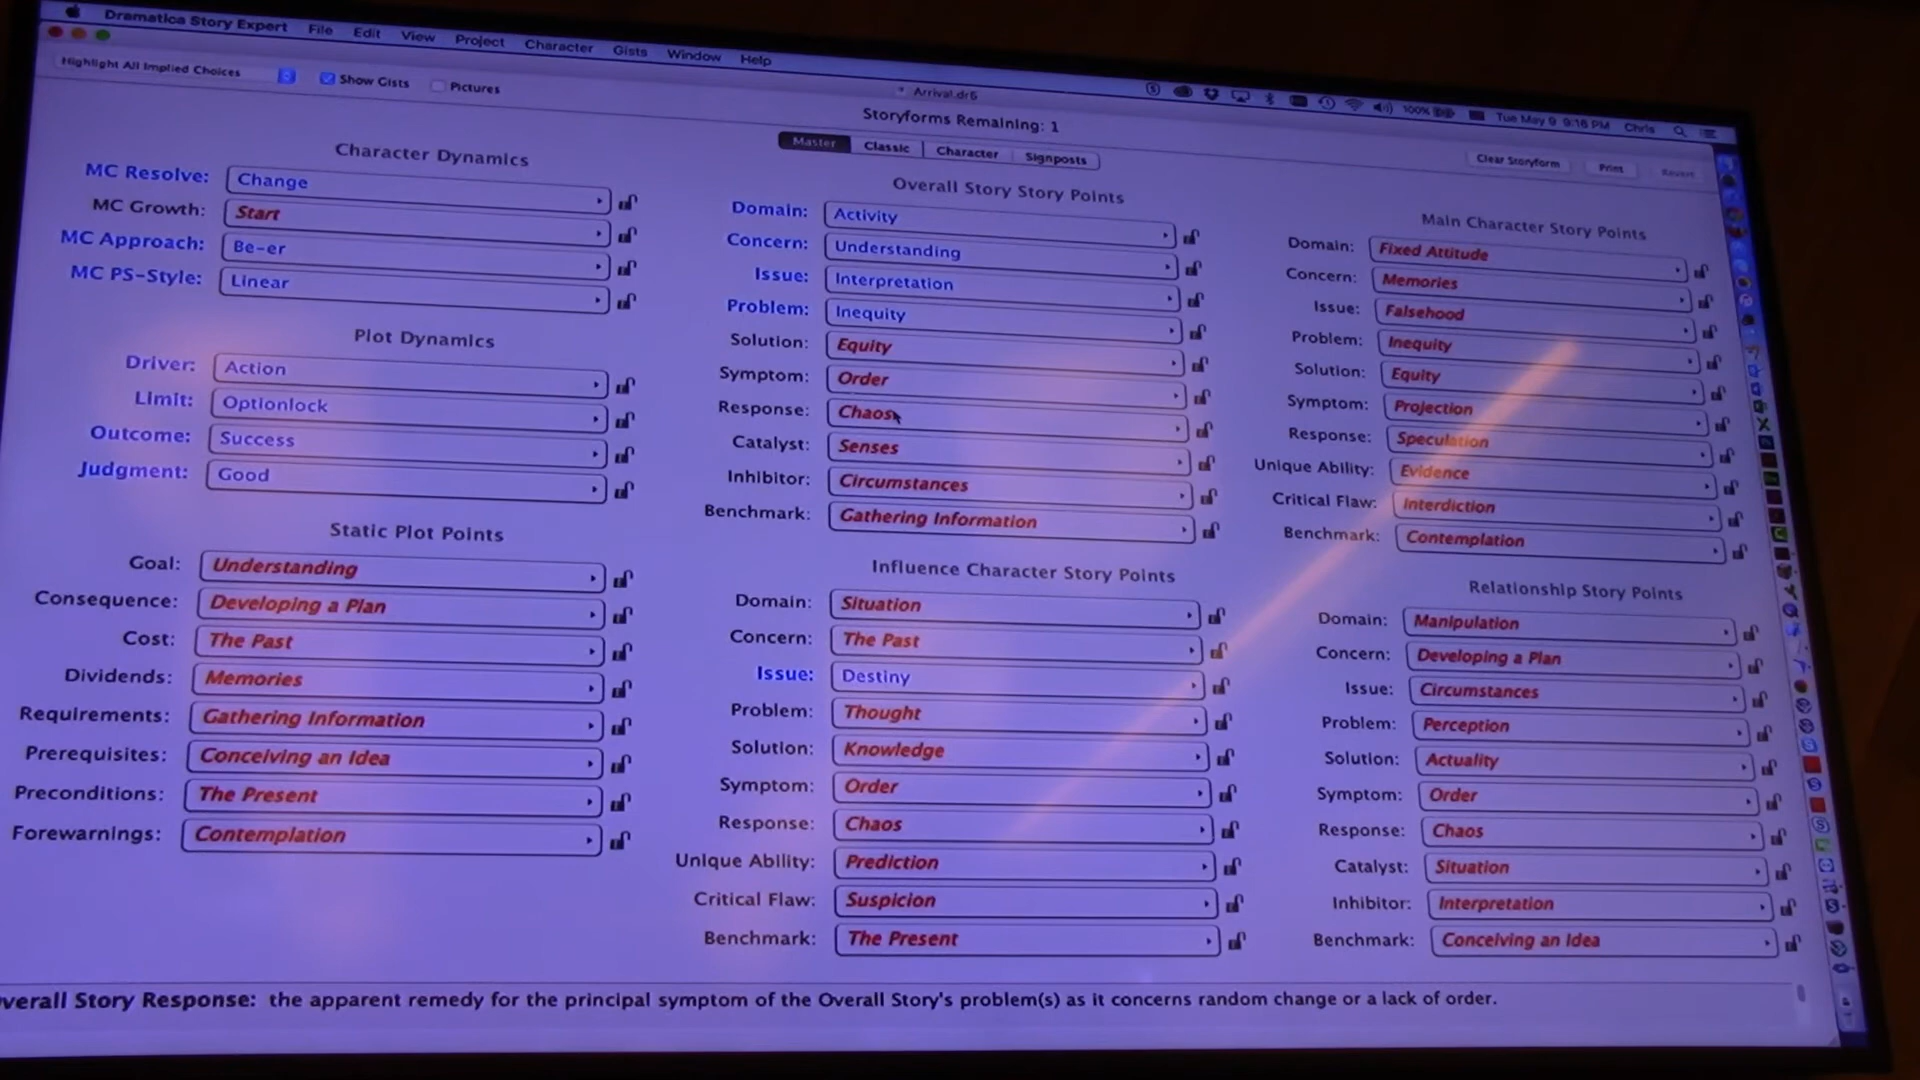 Dramatica Story Expert File Edit View Project Character Gists Window Help
100% Tue May 9 9:16 PM Chris
Highlight All Implied Choices Show Gists Pictures
Arrival.dr6
Storyforms Remaining: 1
Master Classic Character Signposts
Clear Storyform Print Revert
Character Dynamics
MC Resolve: Change
MC Growth: Start
MC Approach: Be-er
MC PS-Style: Linear
Plot Dynamics
Driver: Action
Limit: Optionlock
Outcome: Success
Judgment: Good
Static Plot Points
Goal: Understanding
Consequence: Developing a Plan
Cost: The Past
Dividends: Memories
Requirements: Gathering Information
Prerequisites: Conceiving an Idea
Preconditions: The Present
Forewarnings: Contemplation
Overall Story Story Points
Domain: Activity
Concern: Understanding
Issue: Interpretation
Problem: Inequity
Solution: Equity
Symptom: Order
Response: Chaos
Catalyst: Senses
Inhibitor: Circumstances
Benchmark: Gathering Information
Influence Character Story Points
Domain: Situation
Concern: The Past
Issue: Destiny
Problem: Thought
Solution: Knowledge
Symptom: Order
Response: Chaos
Unique Ability: Prediction
Critical Flaw: Suspicion
Benchmark: The Present
Main Character Story Points
Domain: Fixed Attitude
Concern: Memories
Issue: Falsehood
Problem: Inequity
Solution: Equity
Symptom: Projection
Response: Speculation
Unique Ability: Evidence
Critical Flaw: Interdiction
Benchmark: Contemplation
Relationship Story Points
Domain: Manipulation
Concern: Developing a Plan
Issue: Circumstances
Problem: Perception
Solution: Actuality
Symptom: Order
Response: Chaos
Catalyst: Situation
Inhibitor: Interpretation
Benchmark: Conceiving an Idea
verall Story Response: the apparent remedy for the principal symptom of the Overall Story's problem(s) as it concerns random change or a lack of order.